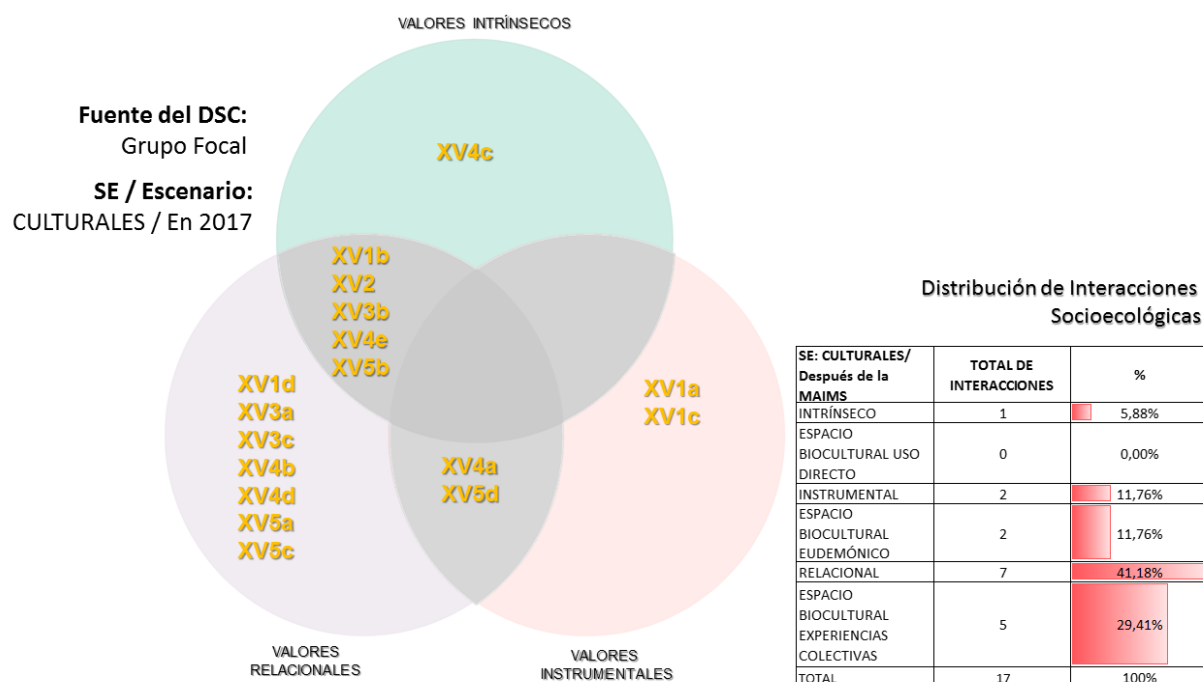 VALORES INTRÍNSECOS
Fuente del DSC:
Grupo Focal
SE / Escenario:
CULTURALES / En 2017
XV4c
XV1b
XV2
XV3b
XV4e
XV5b
XV1d
XV3a
XV3c
XV4b
XV4d
XV5a
XV5c
XV4a
XV5d
XV1a
XV1c
VALORES
RELACIONALES
VALORES
INSTRUMENTALES
Distribución de Interacciones
Socioecológicas
SE: CULTURALES/
Después de la
MAIMS
TOTAL DE
INTERACCIONES
%
INTRÍNSECO 1 5,88%
ESPACIO
BIOCULTURAL USO
DIRECTO
0 0,00%
INSTRUMENTAL 2 11,76%
ESPACIO
BIOCULTURAL
EUDEMÓNICO
2 11,76%
RELACIONAL 7 41,18%
ESPACIO
BIOCULTURAL
EXPERIENCIAS
COLECTIVAS
5 29,41%
TOTAL 17 100%